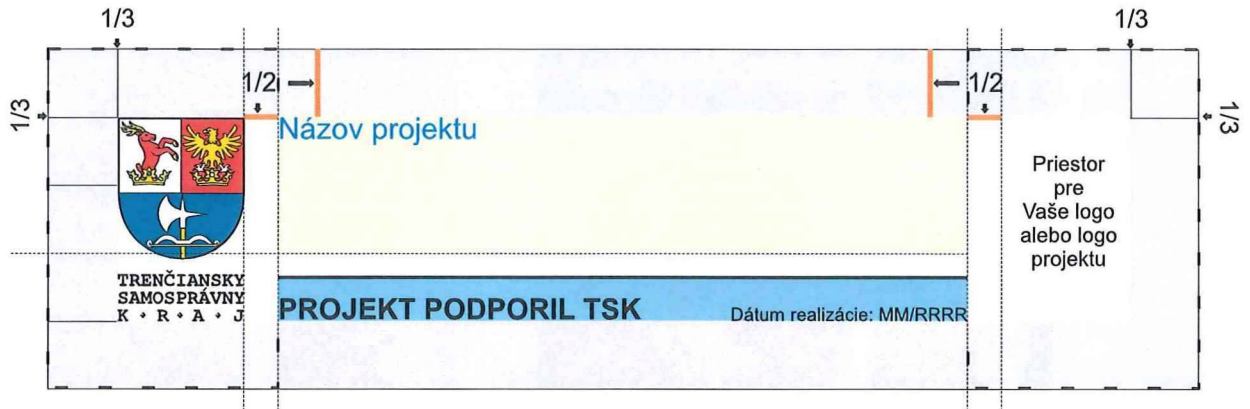 1/3
1/3
1/2
1/2
1/3
1/3
Názov projektu
Priestor
pre
Vaše logo
alebo logo
projektu
TRENČIANSKY
SAMOSPRÁVNY
K • R • A • J
PROJEKT PODPORIL TSK
Dátum realizácie: MM/RRRR